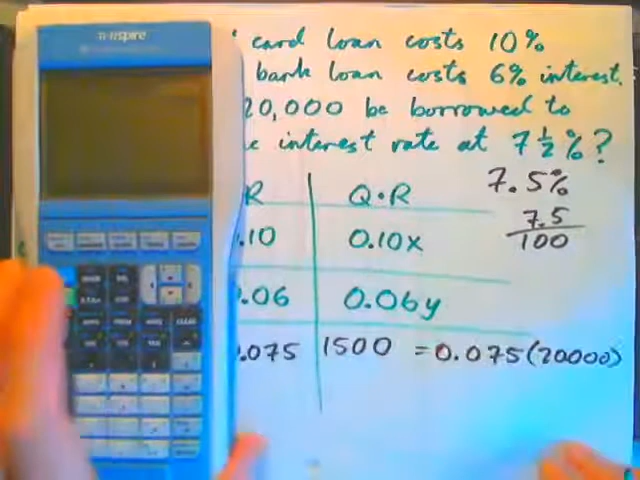 nspire
card loan costs 10%
bank loan costs 6% interest.
20,000 be borrowed to
interest rate at 7 ½ %?
7.5%
R Q·R
7.5
100
.10 0.10x
.06 0.06y
.075 1500 = 0.075(20000)